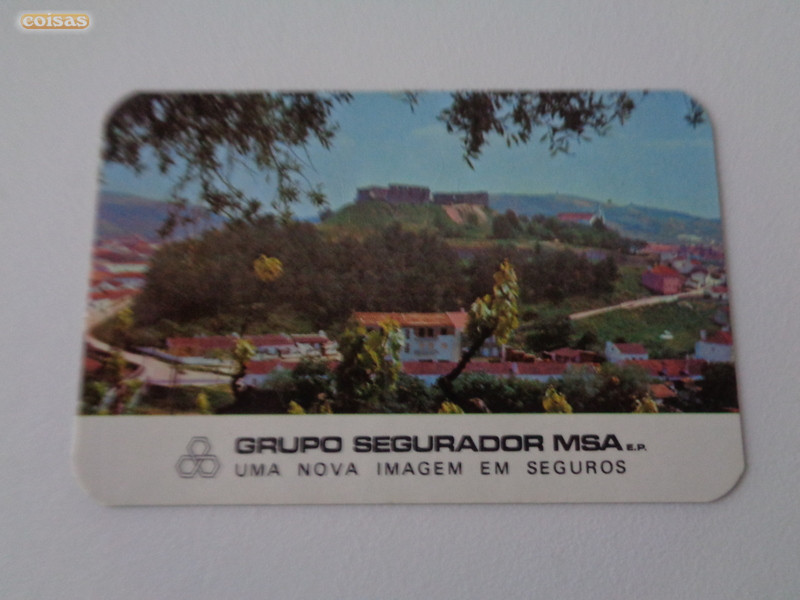 coisas
GRUPO SEGURADOR MSA E.P.
UMA NOVA IMAGEM EM SEGUROS